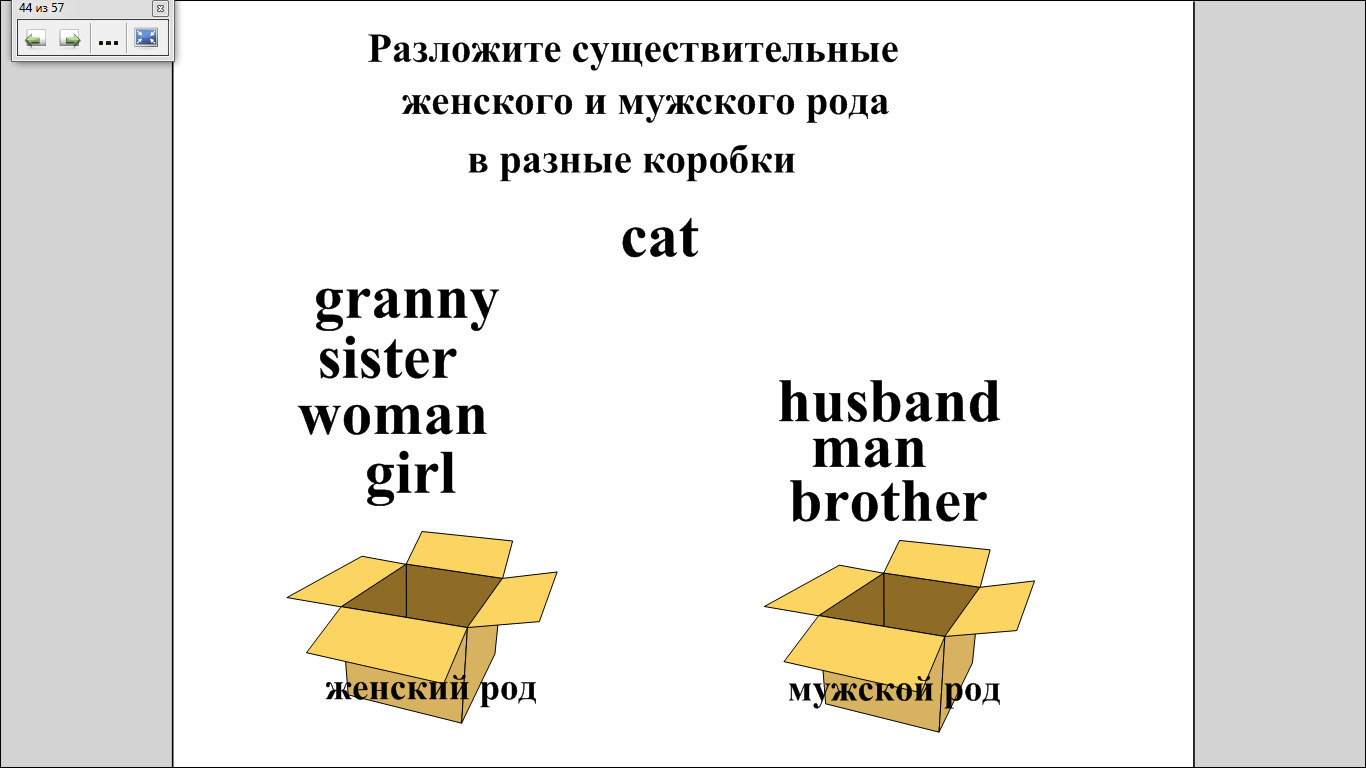 44 из 57
...
Разложите существительные
женского и мужского рода
в разные коробки
cat
granny
sister
woman
girl
husband
man
brother
женский род
мужской род